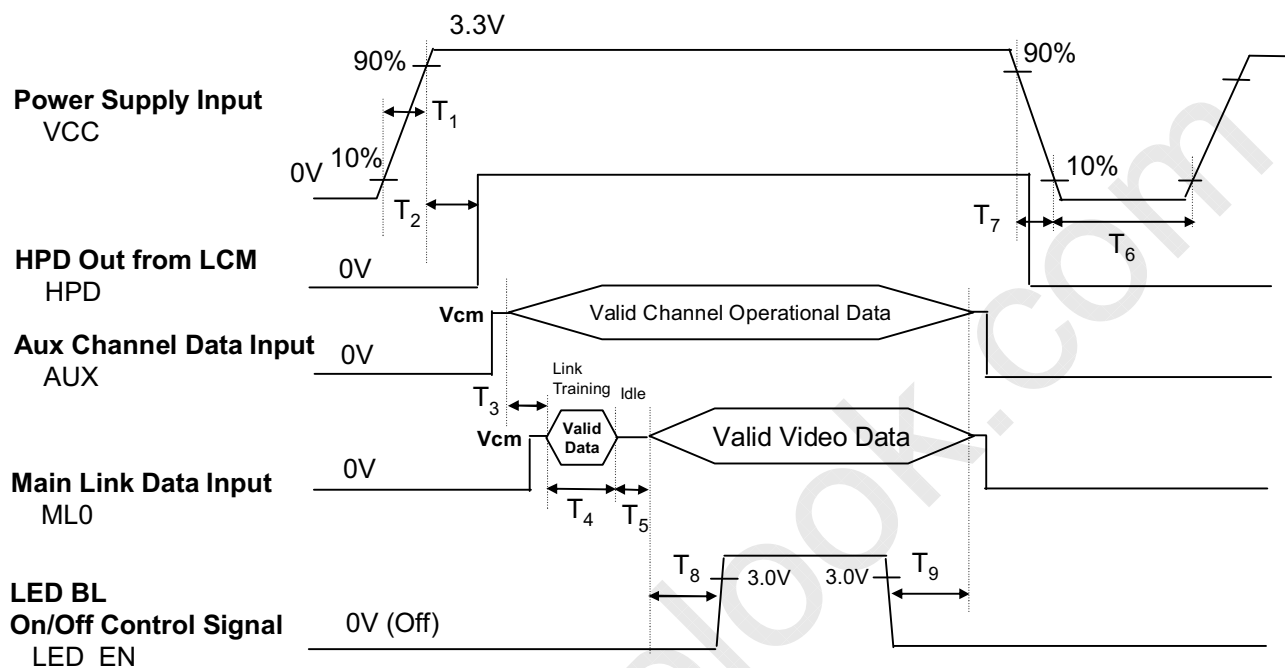 3.3V
90%
90%
Power Supply Input
VCC
T1
10%
0V
10%
T2
T7
T6
HPD Out from LCM
HPD
0V
Vcm
Valid Channel Operational Data
Aux Channel Data Input
AUX
0V
Link
Training
Idle
T3
Vcm
Valid
Data
Valid Video Data
Main Link Data Input
ML0
0V
T4
T5
T8
3.0V
3.0V
T9
LED BL
On/Off Control Signal
LED_EN
0V (Off)
look.com